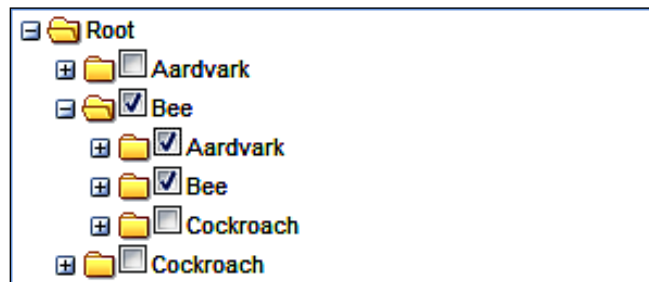 Root
Aardvark
Bee
Aardvark
Bee
Cockroach
Cockroach